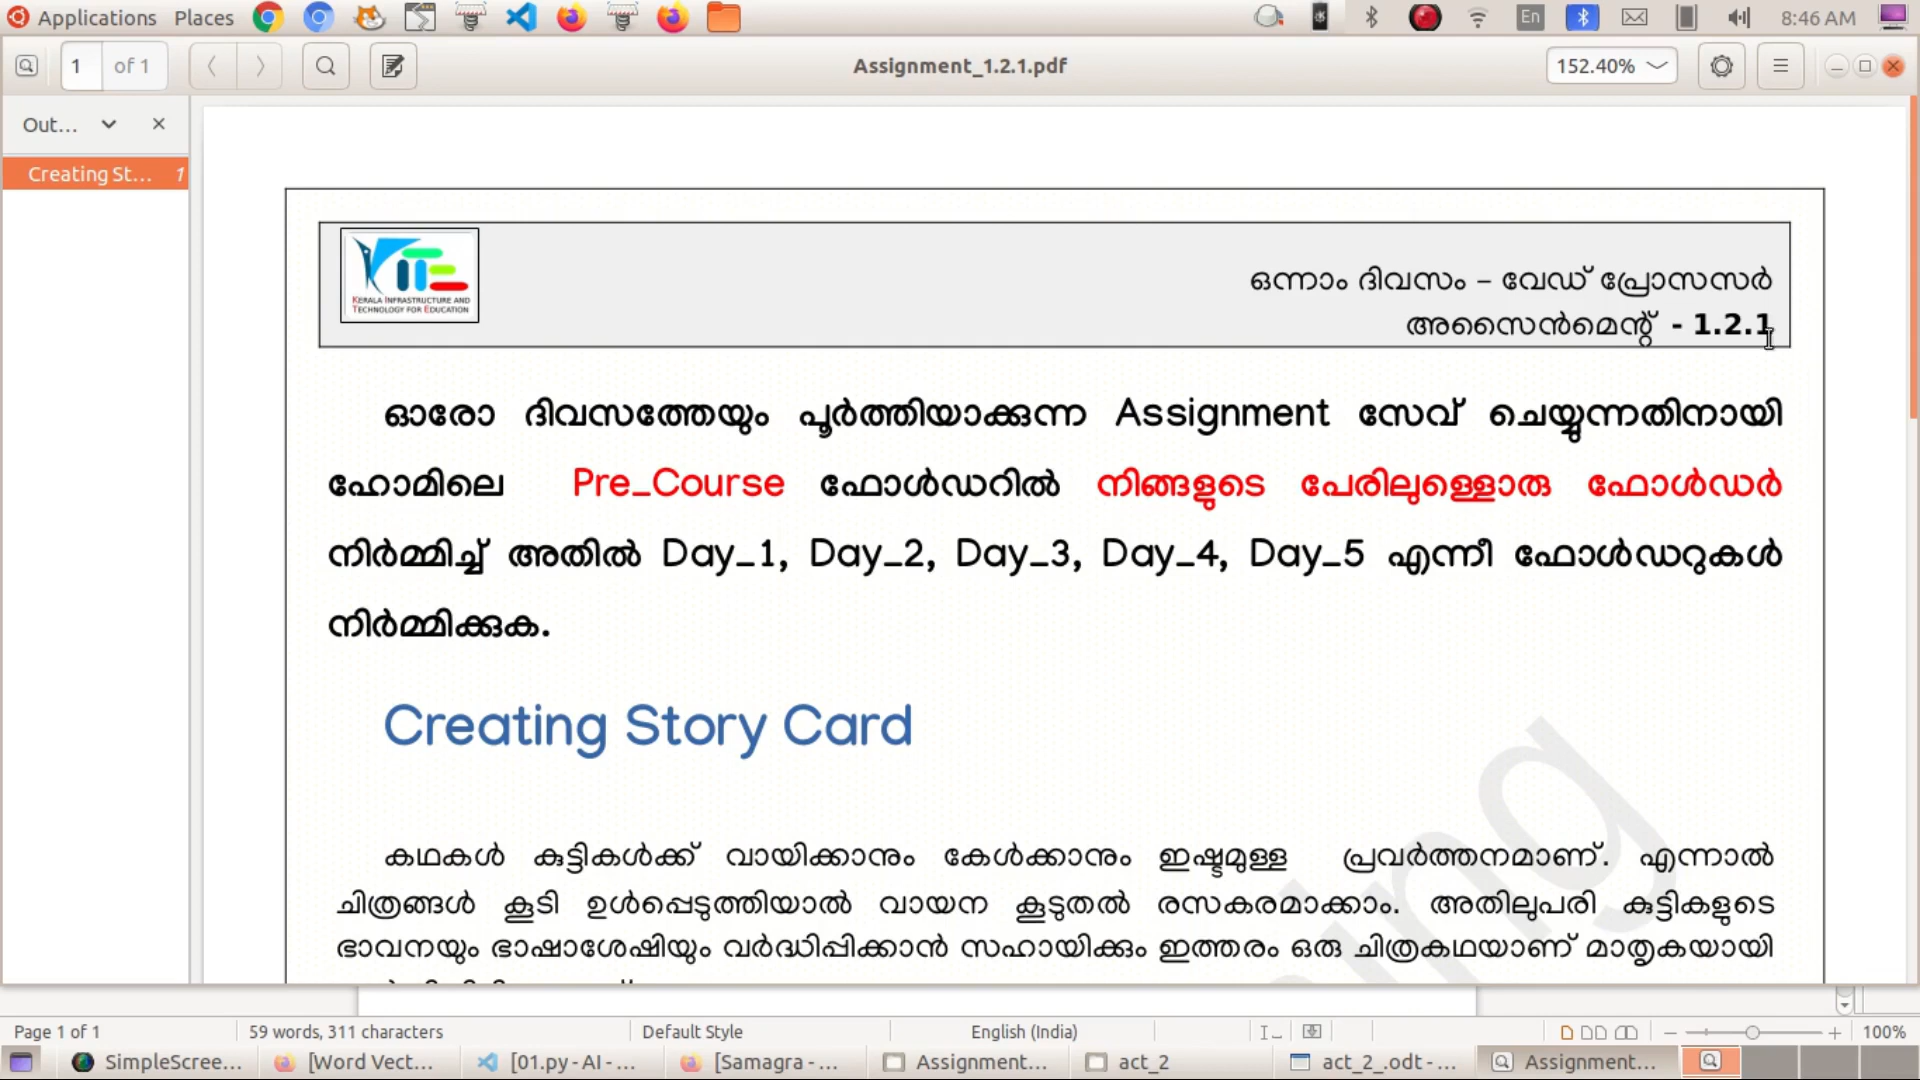 Applications Places En 8:46 AM
1 of 1 Assignment_1.2.1.pdf 152.40%
Out...
Creating St... 1
KERALA INFRASTRUCTURE AND
TECHNOLOGY FOR EDUCATION
ഒന്നാം ദിവസം – വേഡ് പ്രോസസർ
അസൈൻമെന്റ് - 1.2.1
ഓരോ ദിവസത്തേയും പൂർത്തിയാക്കുന്ന Assignment സേവ് ചെയ്യുന്നതിനായി
ഹോമിലെ Pre_Course ഫോൾഡറിൽ നിങ്ങളുടെ പേരിലുള്ളൊരു ഫോൾഡർ
നിർമ്മിച്ച് അതിൽ Day_1, Day_2, Day_3, Day_4, Day_5 എന്നീ ഫോൾഡറുകൾ
നിർമ്മിക്കുക.
Creating Story Card
കഥകൾ കുട്ടികൾക്ക് വായിക്കാനും കേൾക്കാനും ഇഷ്ടമുള്ള പ്രവർത്തനമാണ്. എന്നാൽ
ചിത്രങ്ങൾ കൂടി ഉൾപ്പെടുത്തിയാൽ വായന കൂടുതൽ രസകരമാക്കാം. അതിലുപരി കുട്ടികളുടെ
ഭാവനയും ഭാഷാശേഷിയും വർദ്ധിപ്പിക്കാൻ സഹായിക്കും ഇത്തരം ഒരു ചിത്രകഥയാണ് മാതൃകയായി
Page 1 of 1 59 words, 311 characters Default Style English (India) 100%
SimpleScree... [Word Vect... [01.py - AI - ... [Samagra - ... Assignment... act_2 act_2_.odt - ... Assignment...